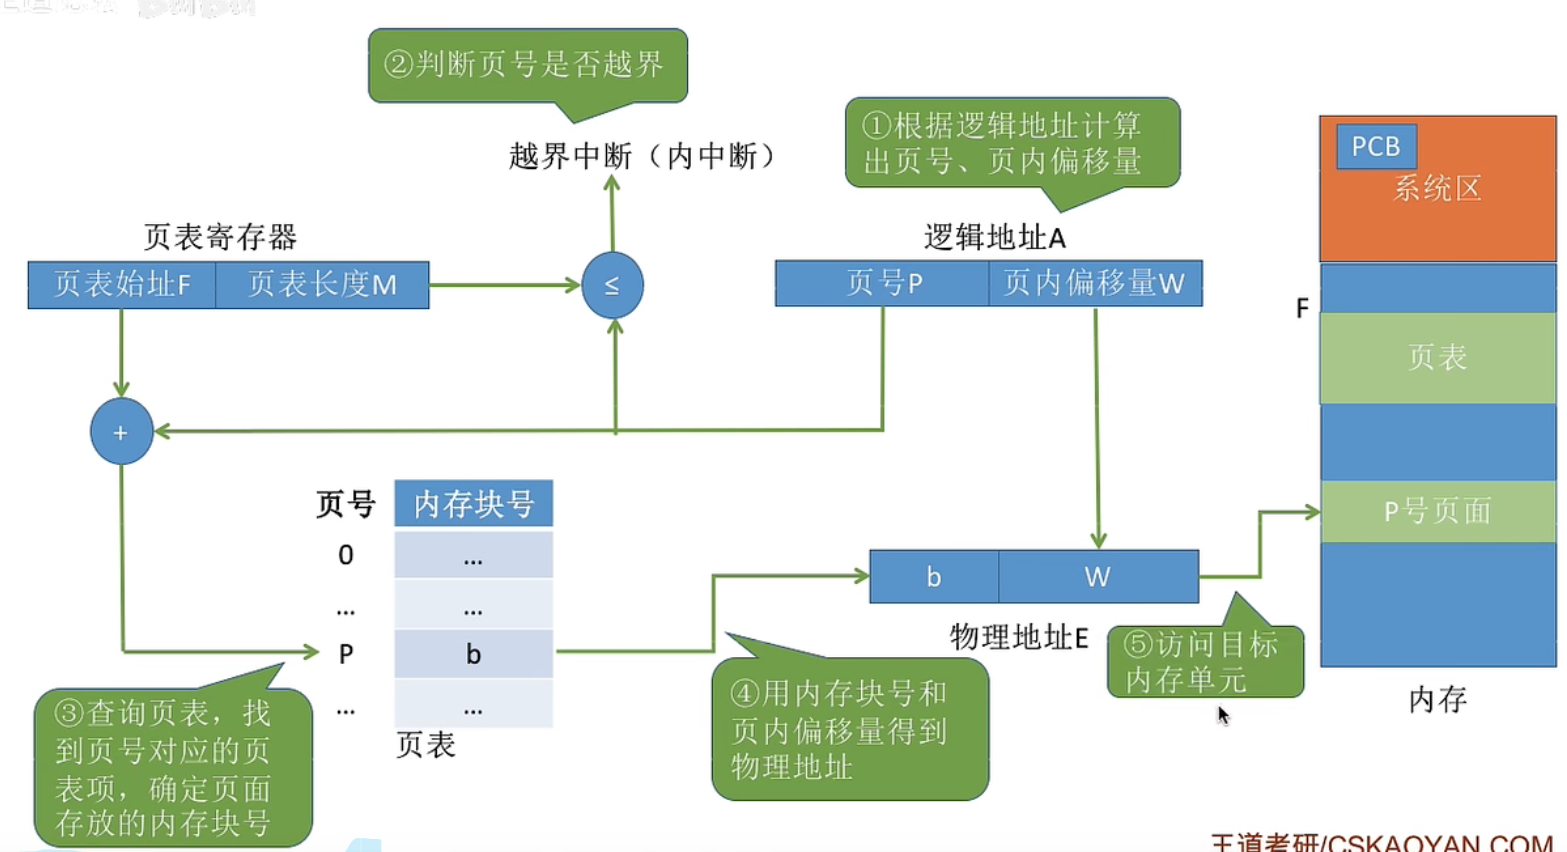 ②判断页号是否越界
越界中断（内中断）
①根据逻辑地址计算
出页号、页内偏移量
页表寄存器
页表始址F
页表长度M
≤
逻辑地址A
页号P
页内偏移量W
PCB
系统区
F
页表
P号页面
内存
+
页号
内存块号
0
...
...
...
P
b
...
...
页表
b
W
物理地址E
③查询页表，找
到页号对应的页
表项，确定页面
存放的内存块号
④用内存块号和
页内偏移量得到
物理地址
⑤访问目标
内存单元
王道考研/CSKAOYAN.COM